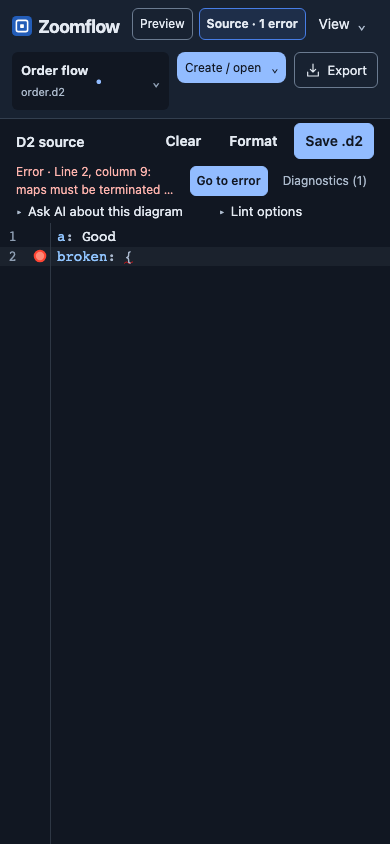 Zoomflow
Preview
Source · 1 error
View
Order flow
order.d2
Create / open
Export
D2 source
Clear
Format
Save .d2
Error · Line 2, column 9:
maps must be terminated ...
Go to error
Diagnostics (1)
Ask AI about this diagram
Lint options
1 a: Good
2 broken: {